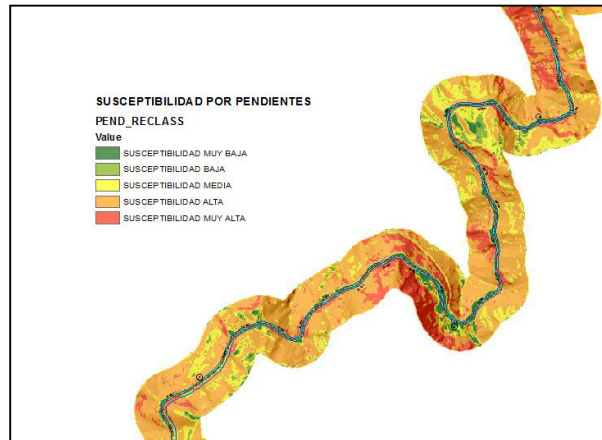 SUSCEPTIBILIDAD POR PENDIENTES
PEND_RECLASS
Value
SUSCEPTIBILIDAD MUY BAJA
SUSCEPTIBILIDAD BAJA
SUSCEPTIBILIDAD MEDIA
SUSCEPTIBILIDAD ALTA
SUSCEPTIBILIDAD MUY ALTA